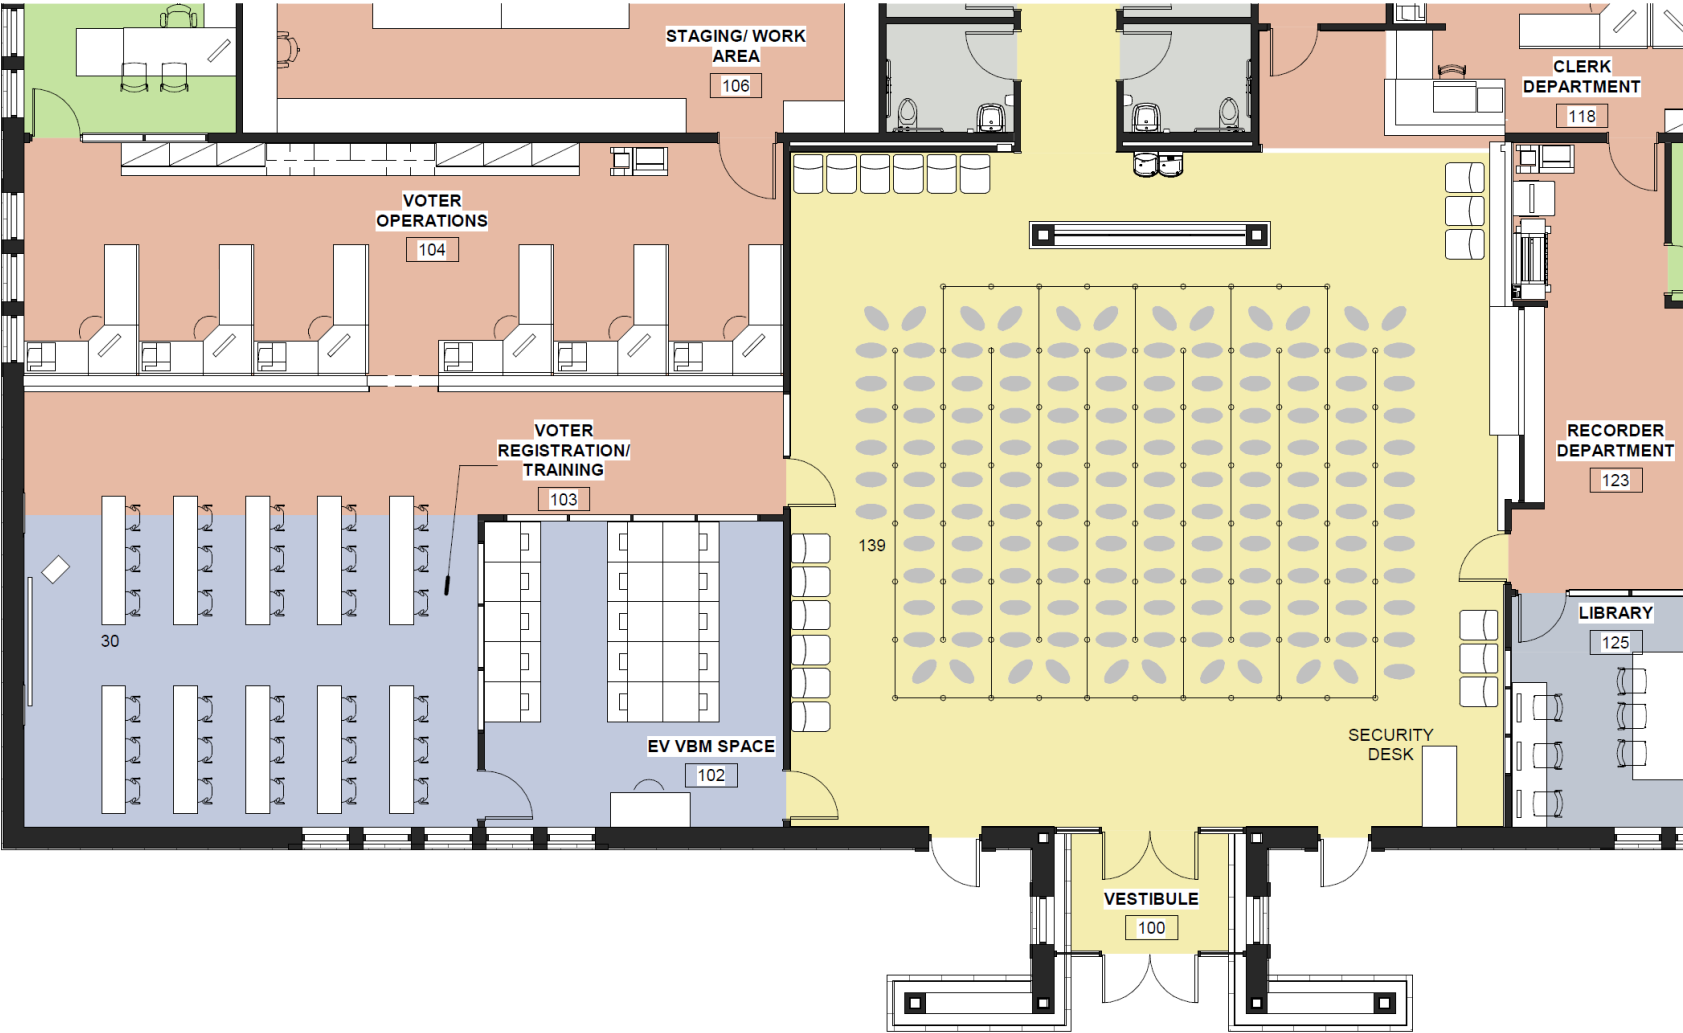 STAGING/ WORK
AREA
106
CLERK
DEPARTMENT
118
VOTER
OPERATIONS
104
VOTER
REGISTRATION/
TRAINING
103
RECORDER
DEPARTMENT
123
139
LIBRARY
125
30
EV VBM SPACE
102
SECURITY
DESK
VESTIBULE
100